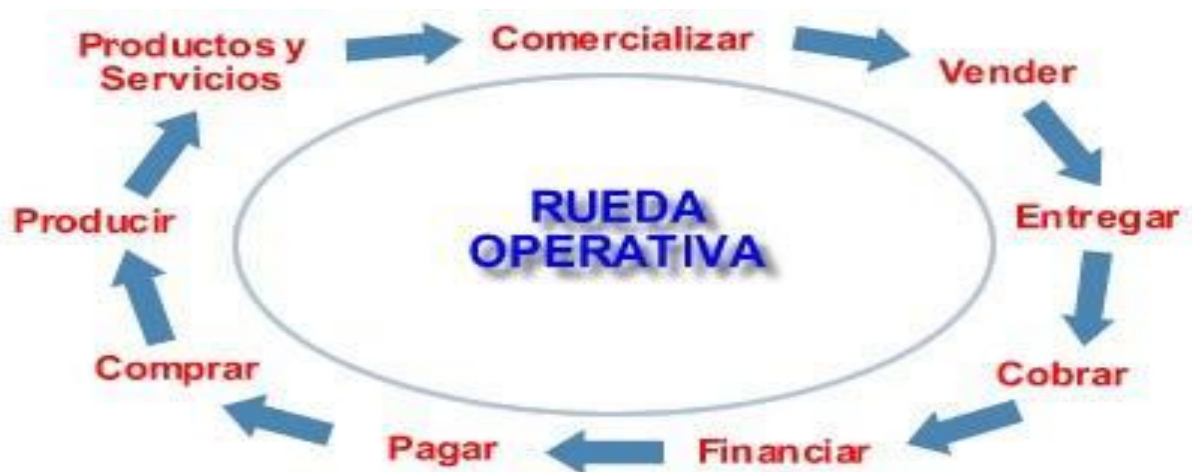 Productos y
Servicios
Comercializar
Vender
Entregar
Cobrar
Financiar
Pagar
Comprar
Producir
RUEDA
OPERATIVA